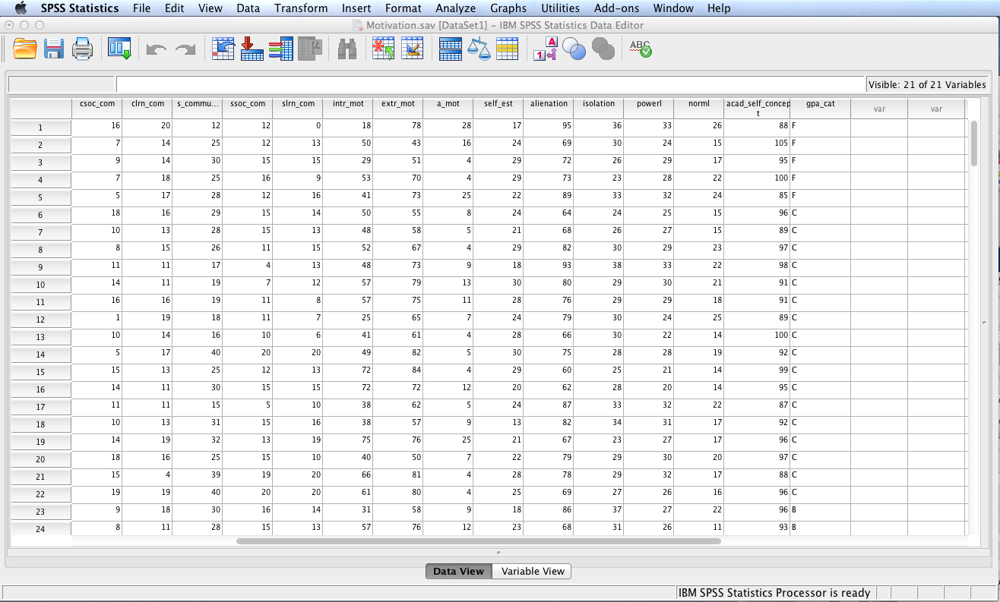 SPSS Statistics File Edit View Data Transform Insert Format Analyze Graphs Utilities Add-ons Window Help
Motivation.sav [DataSet1] – IBM SPSS Statistics Data Editor
A
1
ABC
Visible: 21 of 21 Variables
csoc_com clrn_com s_commu... ssoc_com slrn_com intr_mot extr_mot a_mot self_est alienation isolation powerl norml acad_self_concep gpa_cat var var
t
1 16 20 12 12 0 18 78 28 17 95 36 33 26 88 F
2 7 14 25 12 13 50 43 16 24 69 30 24 15 105 F
3 9 14 30 15 15 29 51 4 29 72 26 29 17 95 F
4 7 18 25 16 9 53 70 4 29 73 23 28 22 100 F
5 5 17 28 12 16 41 73 25 22 89 33 32 24 85 F
6 18 16 29 15 14 50 55 8 24 64 24 25 15 96 C
7 10 13 28 15 13 48 58 5 21 68 26 27 15 89 C
8 8 15 26 11 15 52 67 4 29 82 30 29 23 97 C
9 11 11 17 4 13 48 73 9 18 93 38 33 22 98 C
10 14 11 19 7 12 57 79 13 30 80 29 30 21 91 C
11 16 16 19 11 8 57 75 11 28 76 29 29 18 91 C
12 1 19 18 11 7 25 65 7 24 79 30 24 25 89 C
13 10 14 16 10 6 41 61 4 28 66 30 22 14 100 C
14 5 17 40 20 20 49 82 5 30 75 28 28 19 92 C
15 15 13 25 12 13 72 84 4 29 60 25 21 14 99 C
16 14 11 30 15 15 72 72 12 20 62 28 20 14 95 C
17 11 11 15 5 10 38 62 5 24 87 33 32 22 87 C
18 10 13 31 15 16 38 57 9 13 82 34 31 17 92 C
19 14 19 32 13 19 75 76 25 21 67 23 27 17 96 C
20 18 16 25 15 10 40 50 7 22 79 29 30 20 97 C
21 15 4 39 19 20 66 81 4 28 78 29 32 17 88 C
22 19 19 40 20 20 61 80 4 25 69 27 26 16 96 C
23 9 18 30 16 14 31 58 9 18 86 37 27 22 96 B
24 8 11 28 15 13 57 76 12 23 68 31 26 11 93 B
Data View Variable View
IBM SPSS Statistics Processor is ready